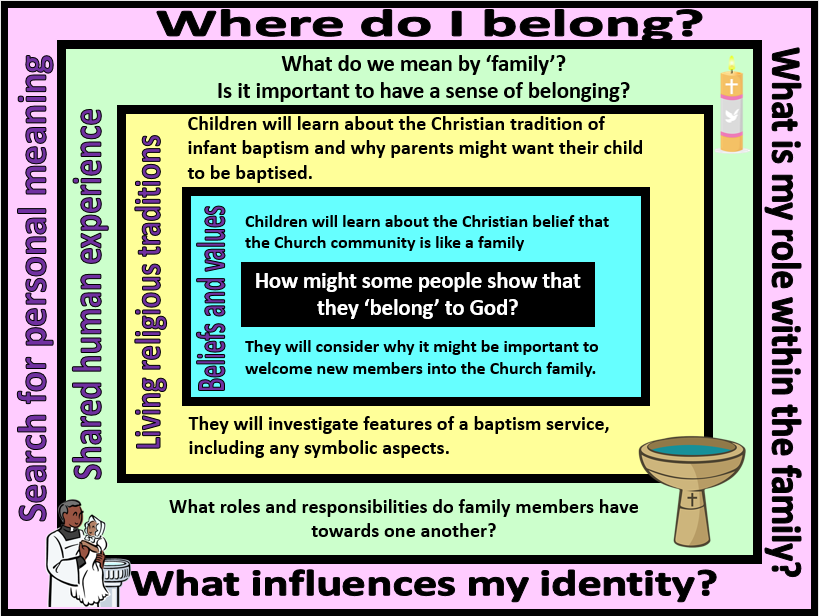 Where do I belong?
What is my role within the family?
What influences my identity?
Search for personal meaning
Shared human experience
What do we mean by ‘family’?
Is it important to have a sense of belonging?
Living religious traditions
Children will learn about the Christian tradition of
infant baptism and why parents might want their child
to be baptised.
Beliefs and values
Children will learn about the Christian belief that
the Church community is like a family
How might some people show that
they ‘belong’ to God?
They will consider why it might be important to
welcome new members into the Church family.
They will investigate features of a baptism service,
including any symbolic aspects.
What roles and responsibilities do family members have
towards one another?